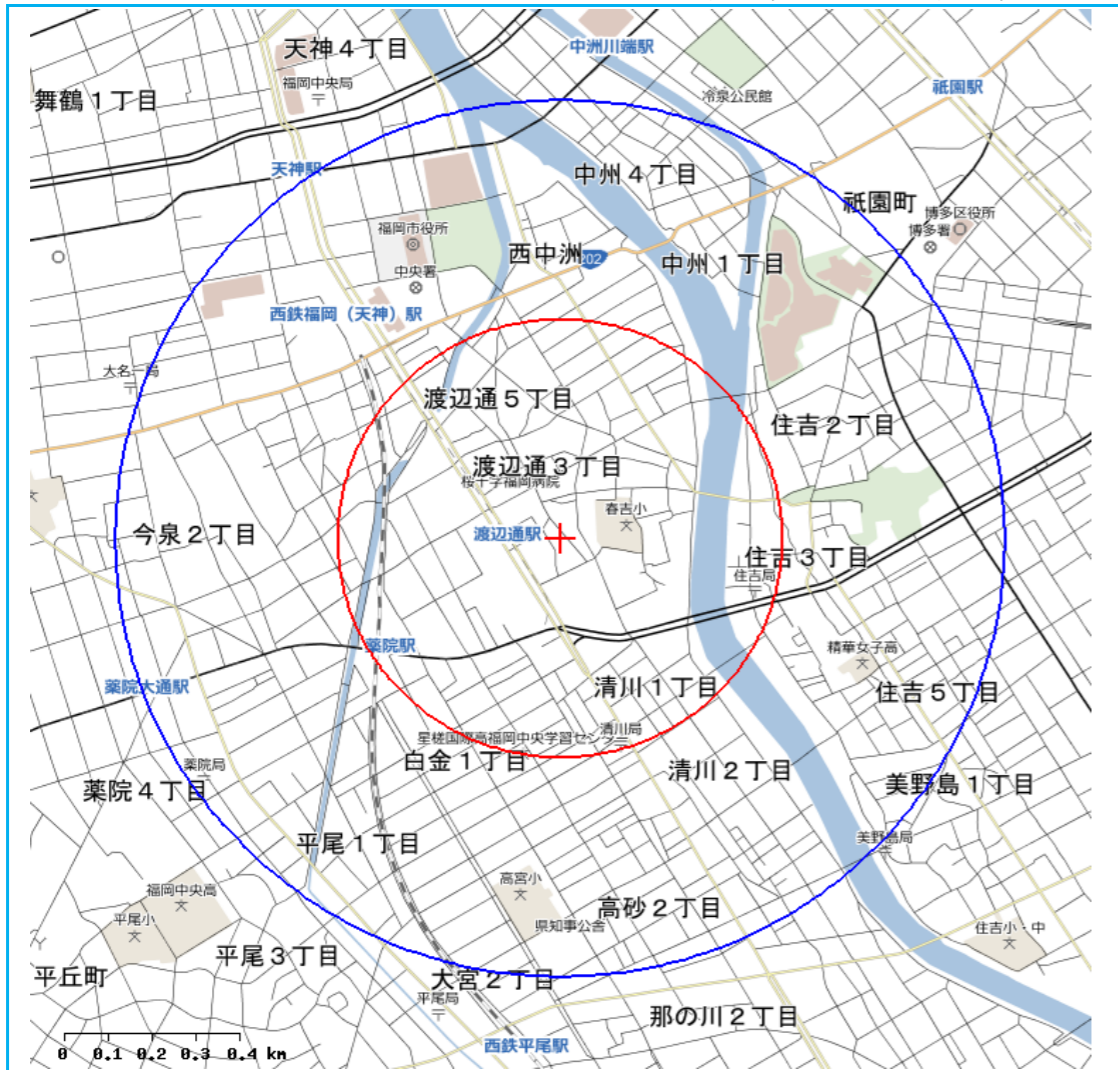 天神４丁目
中洲川端駅
福岡中央局
祇園駅
舞鶴１丁目
冷泉公民館
天神駅
中州４丁目
祇園町
博多区役所
博多署
福岡市役所
西中洲
202
中州１丁目
中央署
西鉄福岡（天神）駅
大名一局
渡辺通５丁目
住吉２丁目
渡辺通３丁目
桜十字福岡病院
春吉小
今泉２丁目
渡辺通駅
住吉３丁目
住吉局
薬院駅
精華女子高
薬院大通駅
清川１丁目
住吉５丁目
清川局
星槎国際高福岡中央学習センタ
白金１丁目
薬院局
清川２丁目
薬院４丁目
美野島１丁目
平尾１丁目
美野島局
高宮小
福岡中央高
高砂２丁目
平尾小
県知事公舎
住吉小・中
平尾３丁目
平丘町
大宮２丁目
平尾局
那の川２丁目
西鉄平尾駅
0 0.1 0.2 0.3 0.4 km